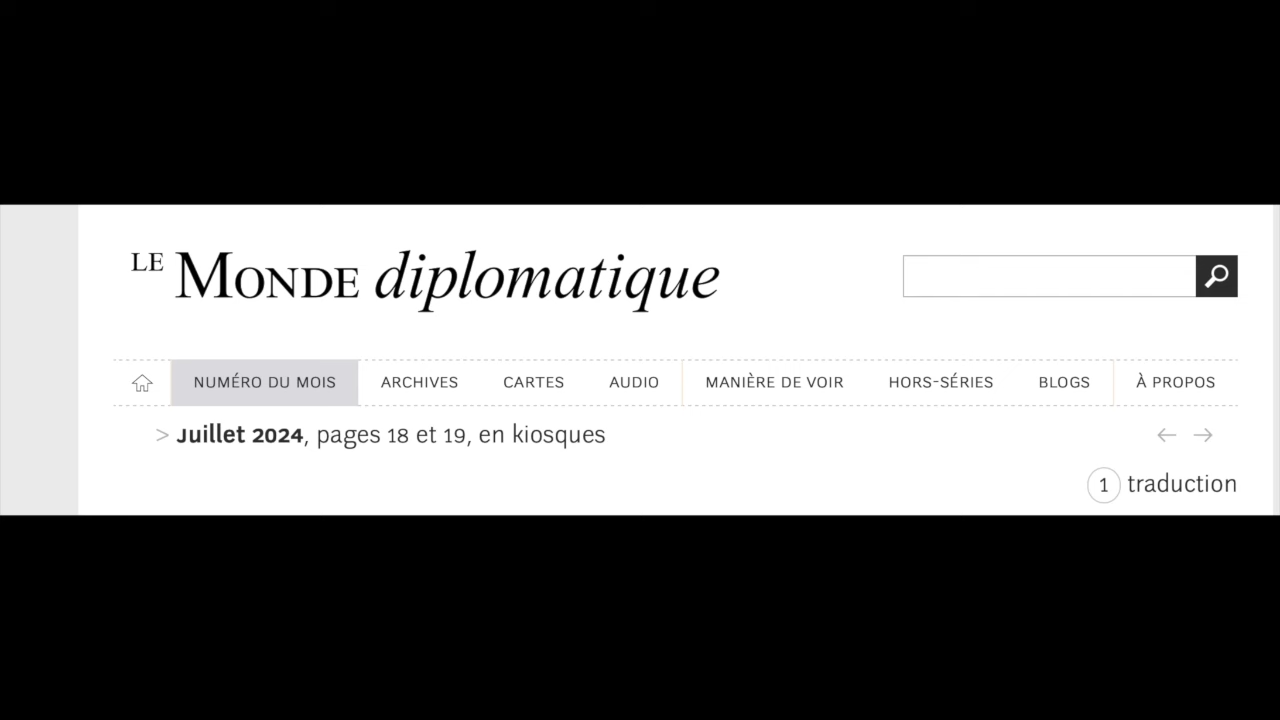 LE MONDE diplomatique
NUMÉRO DU MOIS ARCHIVES CARTES AUDIO MANIÈRE DE VOIR HORS-SÉRIES BLOGS À PROPOS
> Juillet 2024, pages 18 et 19, en kiosques
1 traduction